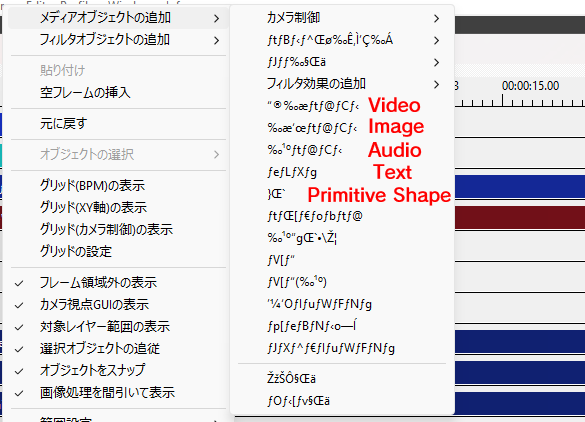 メディアオブジェクトの追加
フィルタオブジェクトの追加
貼り付け
空フレームの挿入
元に戻す
オブジェクトの選択
グリッド(BPM)の表示
グリッド(XY軸)の表示
グリッド(カメラ制御)の表示
グリッドの設定
フレーム領域外の表示
カメラ視点GUIの表示
対象レイヤー範囲の表示
選択オブジェクトの追従
オブジェクトをスナップ
画像処理を間引いて表示
範囲設定
カメラ制御
ƒtƒBƒ‹ƒ^Œø‰Ê‚Ì’Ç‰Á
ƒJƒƒ‰§Œä
フィルタ効果の追加
“®‰æƒtƒ@ƒCƒ‹ Video
‰æ‘œƒtƒ@ƒCƒ‹ Image
‰¹ºƒtƒ@ƒCƒ‹ Audio
ƒeƒLƒXƒg Text
}Œ` Primitive Shape
ƒtƒŒ[ƒ€ƒoƒbƒtƒ@
‰¹º”gŒ`•\Ž¦
ƒV[ƒ“
ƒV[ƒ“(‰¹º)
’¼‘OƒIƒuƒWƒFƒNƒg
ƒp[ƒeƒBƒNƒ‹o—Í
ƒJƒXƒ^ƒ€ƒIƒuƒWƒFƒNƒg
ŽžŠÔ§Œä
ƒOƒ‹[ƒv§Œä
00:00:15.00